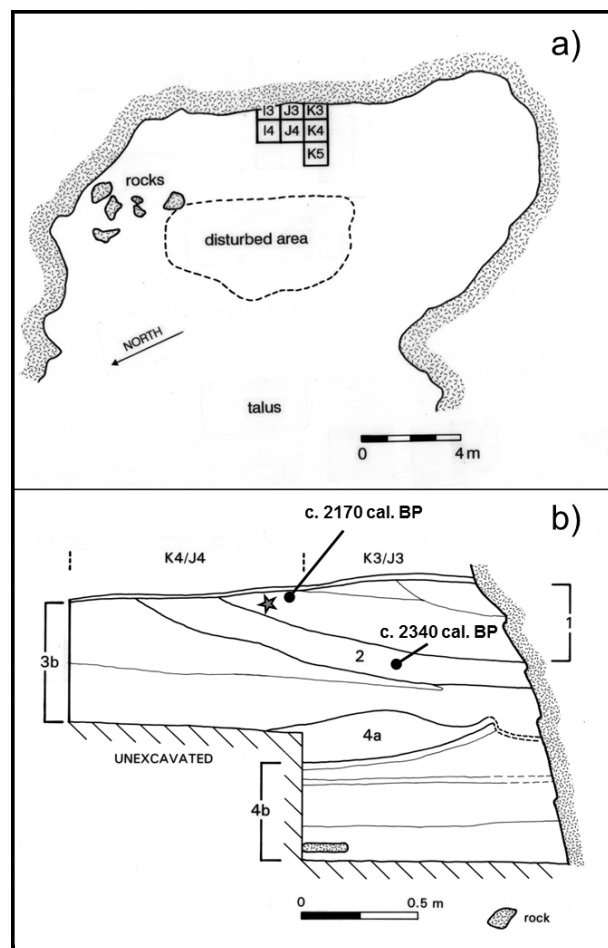 a)
I3 J3 K3
I4 J4 K4
K5
rocks
disturbed area
NORTH
talus
0 4 m
b)
c. 2170 cal. BP
K4/J4 K3/J3
1
c. 2340 cal. BP
2
3b
4a
UNEXCAVATED
4b
0 0.5 m
rock